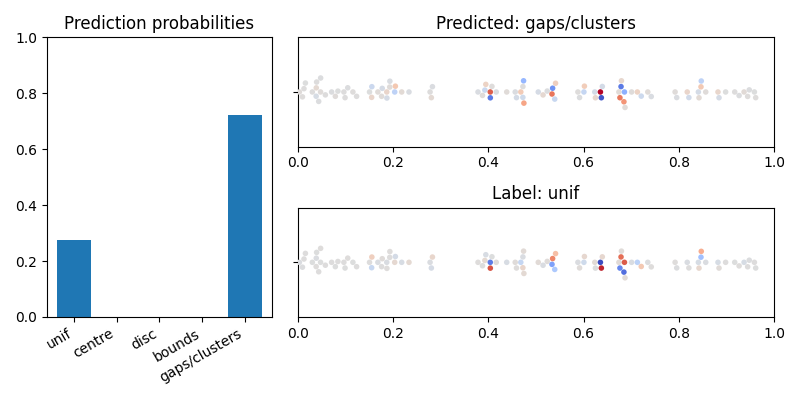 Prediction probabilities
1.0
0.8
0.6
0.4
0.2
0.0
unif
centre
disc
bounds
gaps/clusters
Predicted: gaps/clusters
0.0 0.2 0.4 0.6 0.8 1.0
Label: unif
0.0 0.2 0.4 0.6 0.8 1.0